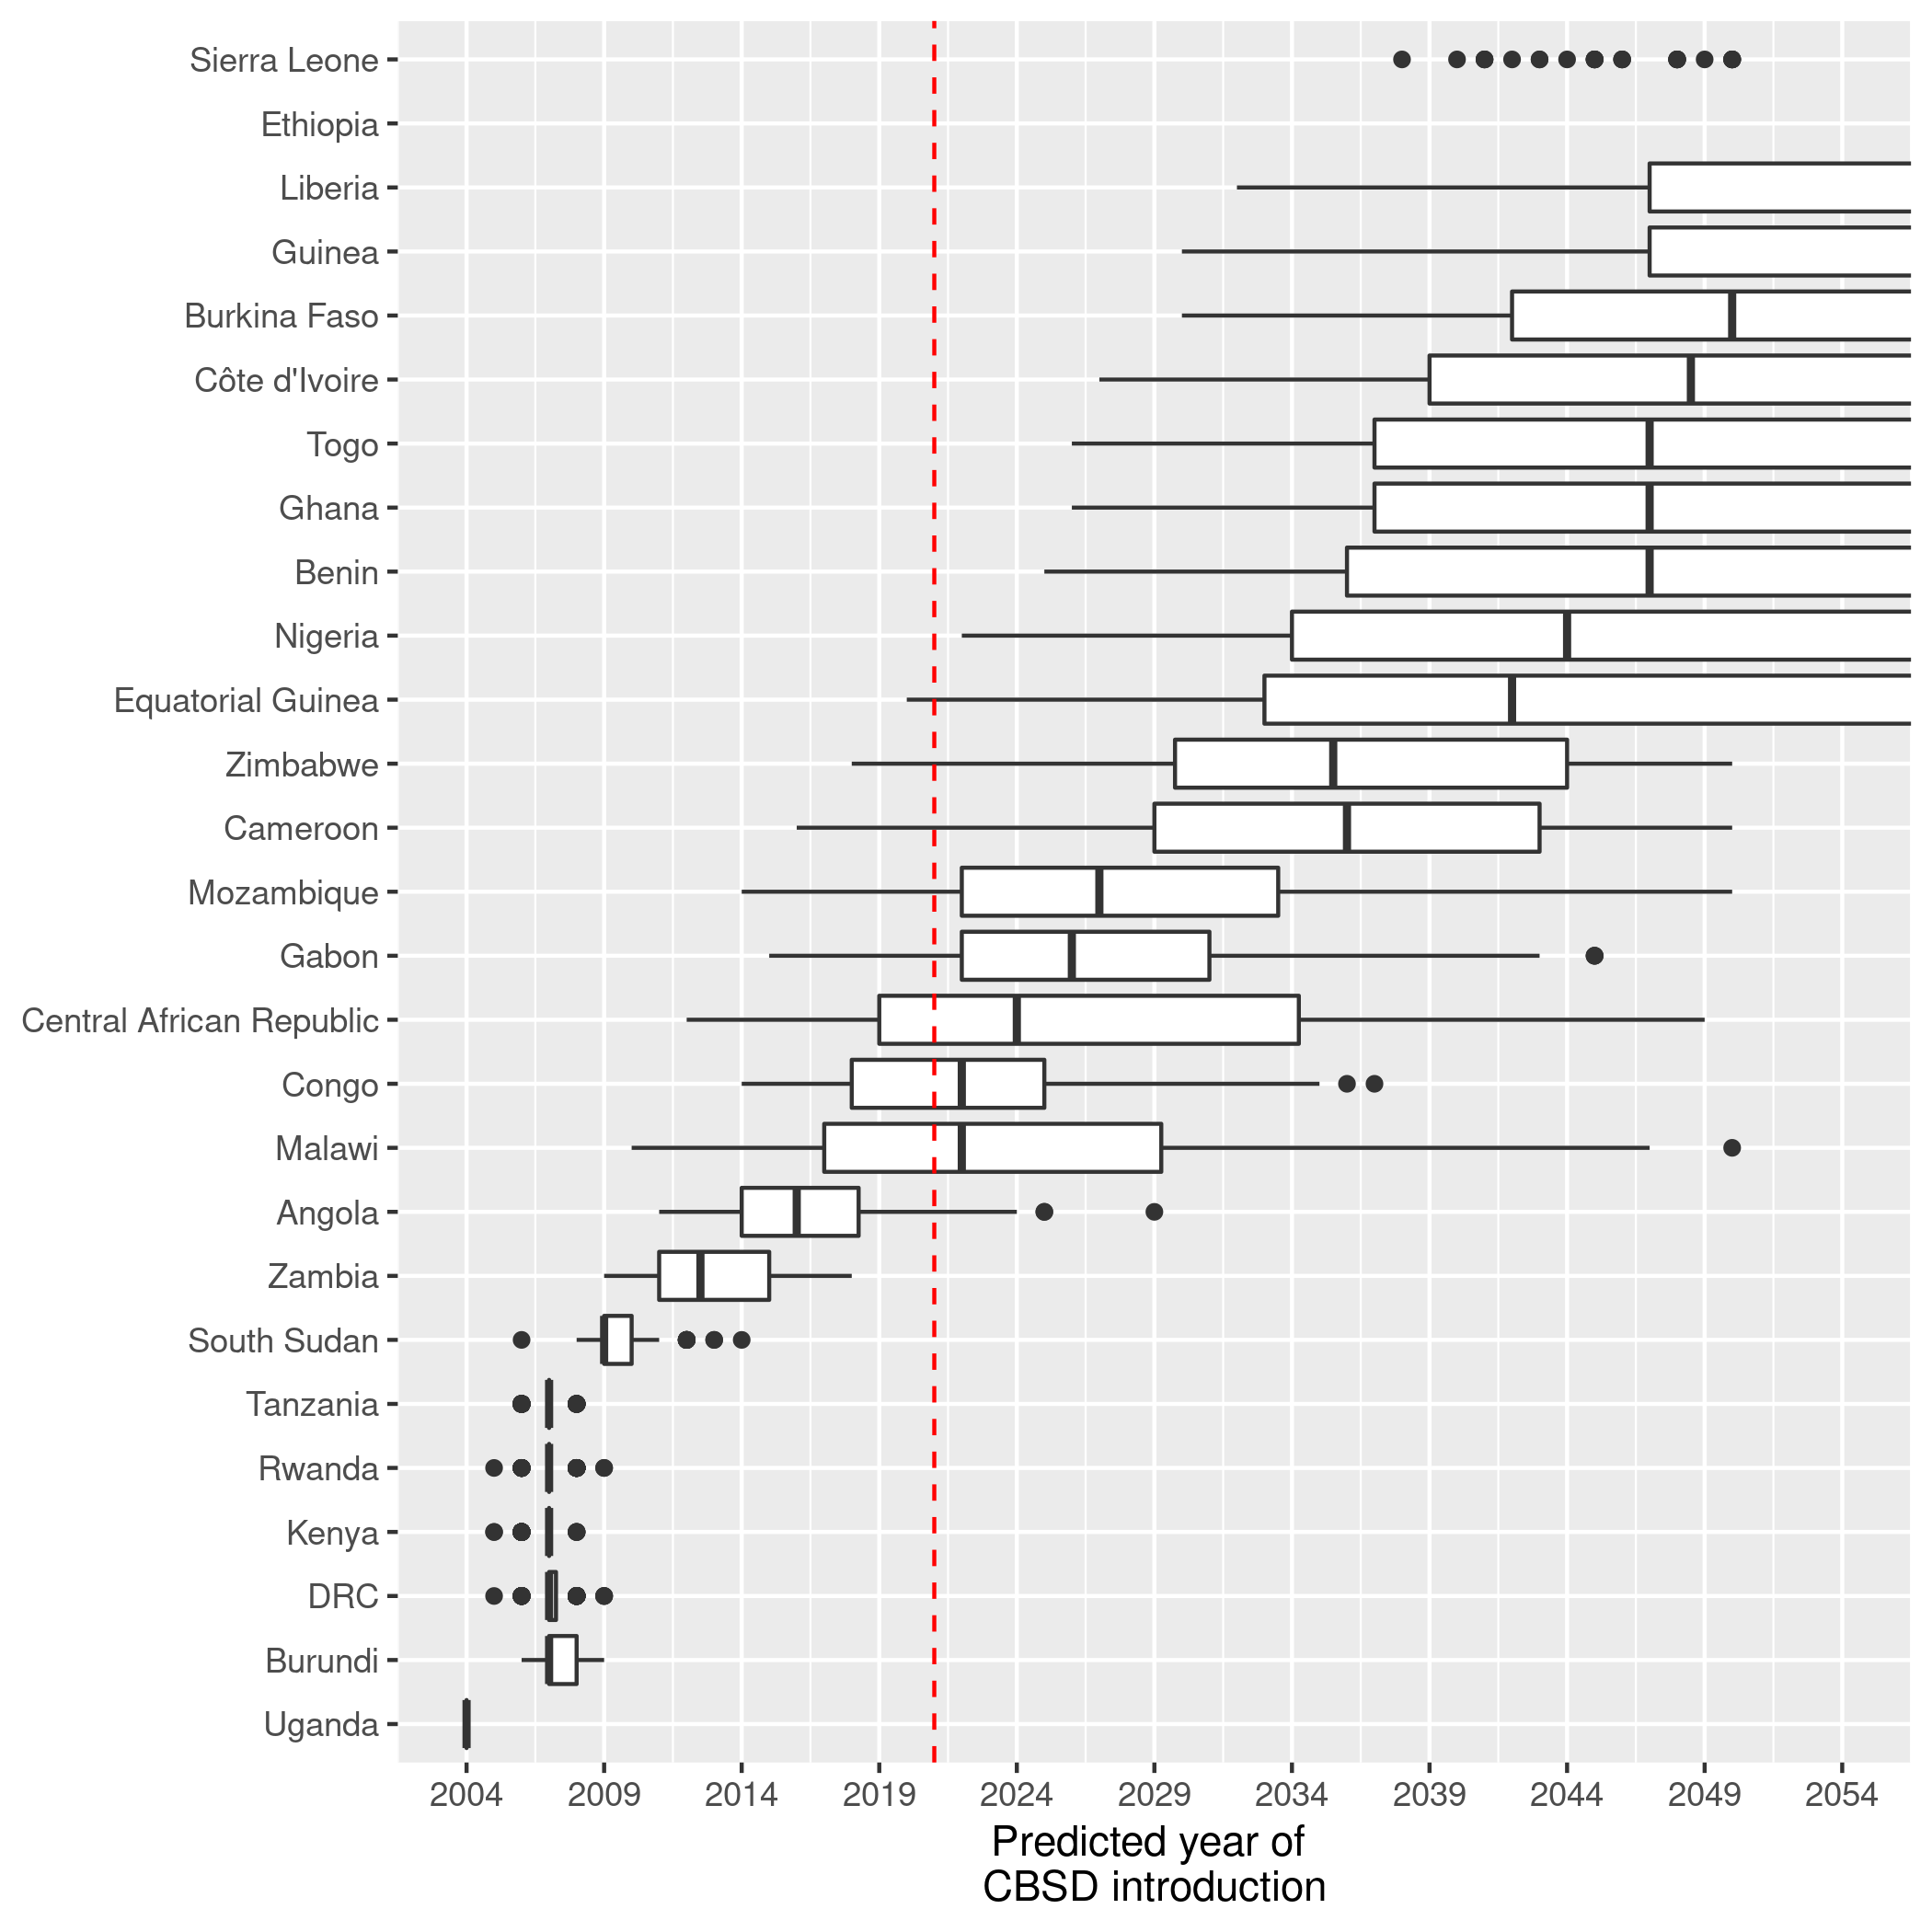 Sierra Leone
Ethiopia
Liberia
Guinea
Burkina Faso
Côte d'Ivoire
Togo
Ghana
Benin
Nigeria
Equatorial Guinea
Zimbabwe
Cameroon
Mozambique
Gabon
Central African Republic
Congo
Malawi
Angola
Zambia
South Sudan
Tanzania
Rwanda
Kenya
DRC
Burundi
Uganda
2004 2009 2014 2019 2024 2029 2034 2039 2044 2049 2054
Predicted year of
CBSD introduction